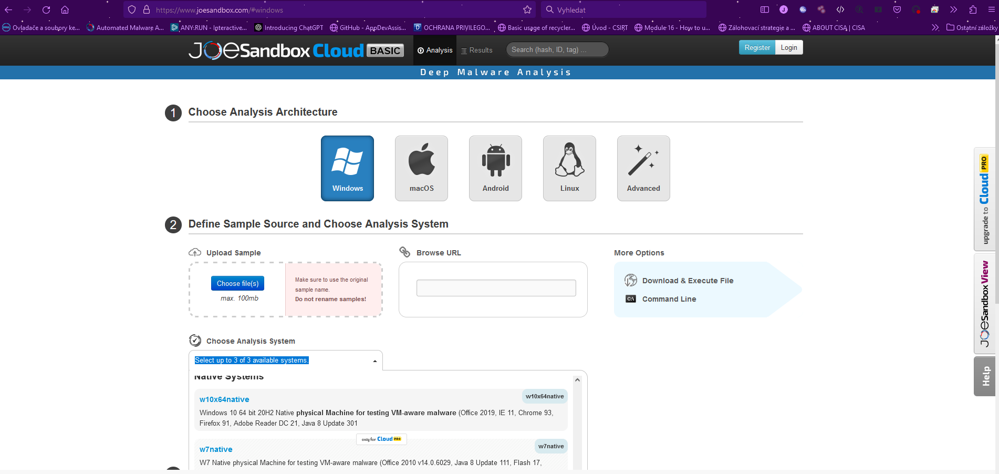 https://www.joesandbox.com/#windows
Vyhledat
Ovladače a soubory ke...
Automated Malware A...
ANY.RUN - Interactive...
Introducing ChatGPT
GitHub - AppDevAssis...
OCHRANA PRIVILEGO...
Basic usage of recycler...
Úvod - CSIRT
Module 16 - How to u...
Zálohovací strategie a ...
ABOUT CISA | CISA
Ostatní záložky
JOESandbox Cloud BASIC
Analysis
Results
Search (hash, ID, tag) ...
Register
Login
Deep Malware Analysis
1 Choose Analysis Architecture
Windows
macOS
Android
Linux
Advanced
2 Define Sample Source and Choose Analysis System
Upload Sample
Choose file(s)
max. 100mb
Make sure to use the original
sample name.
Do not rename samples!
Browse URL
More Options
Download & Execute File
C:\ Command Line
Choose Analysis System
Select up to 3 of 3 available systems.
Native Systems
w10x64native
w10x64native
Windows 10 64 bit 20H2 Native physical Machine for testing VM-aware malware (Office 2019, IE 11, Chrome 93,
Firefox 91, Adobe Reader DC 21, Java 8 Update 301
only for Cloud PRO
w7native
w7native
W7 Native physical Machine for testing VM-aware malware (Office 2010 v14.0.6029, Java 8 Update 111, Flash 17,
upgrade to Cloud PRO
JOESandbox View
Help